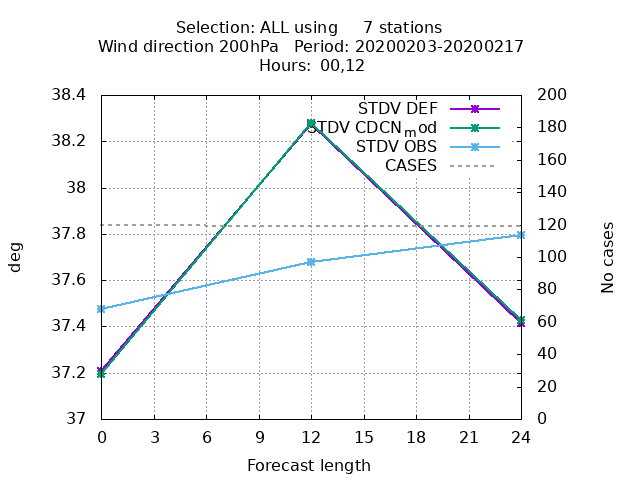 Selection: ALL using 7 stations
Wind direction 200hPa Period: 20200203-20200217
Hours: 00,12
38.4
38.2
38
37.8
37.6
37.4
37.2
37
deg
STDV DEF
STDV CDCNmod
STDV OBS
CASES
200
180
160
140
120
100
80
60
40
20
0
No cases
0 3 6 9 12 15 18 21 24
Forecast length